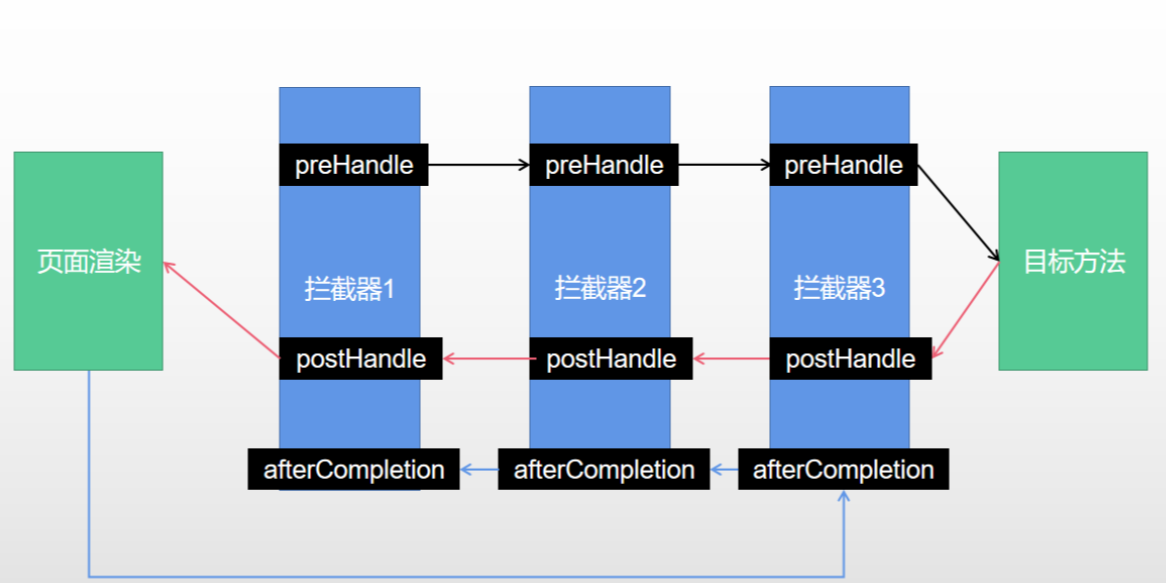 preHandle
preHandle
preHandle
页面渲染
目标方法
拦截器1
拦截器2
拦截器3
postHandle
postHandle
postHandle
afterCompletion
afterCompletion
afterCompletion